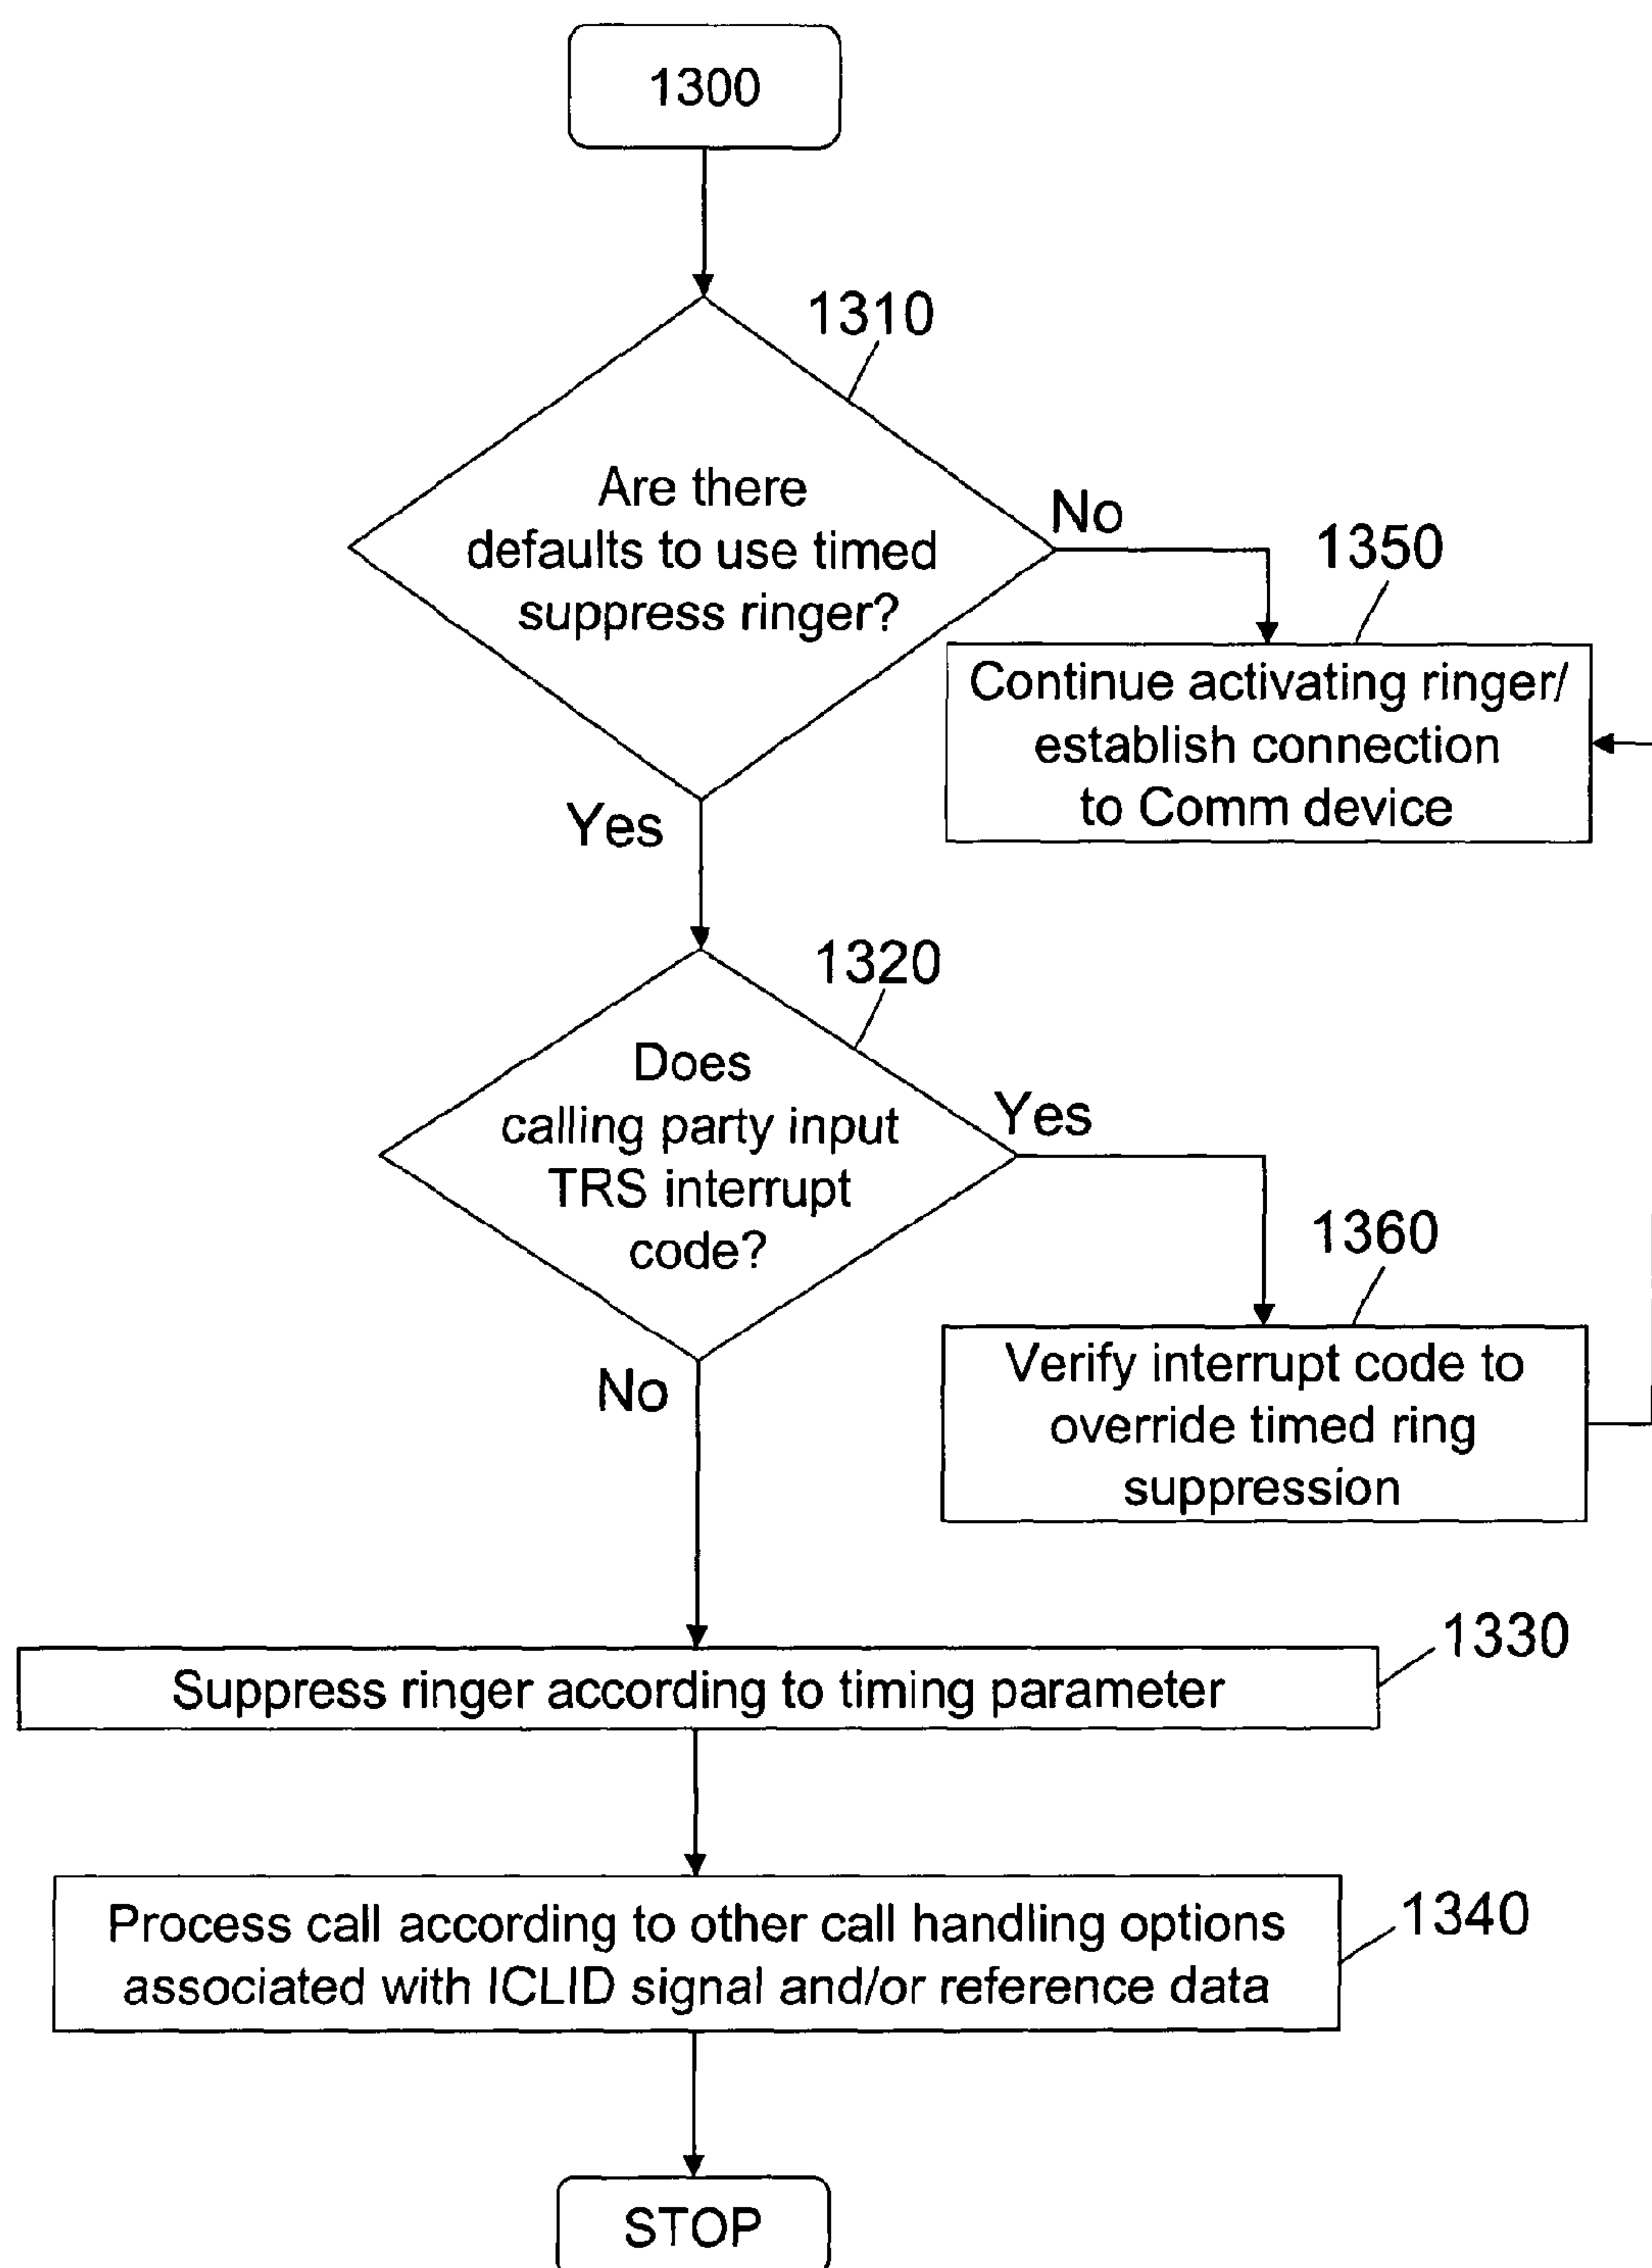 1300
1310
Are there
defaults to use timed
suppress ringer?
No
1350
Continue activating ringer/
establish connection
to Comm device
Yes
1320
Does
calling party input
TRS interrupt
code?
Yes
1360
Verify interrupt code to
override timed ring
suppression
No
1330
Suppress ringer according to timing parameter
1340
Process call according to other call handling options
associated with ICLID signal and/or reference data
STOP